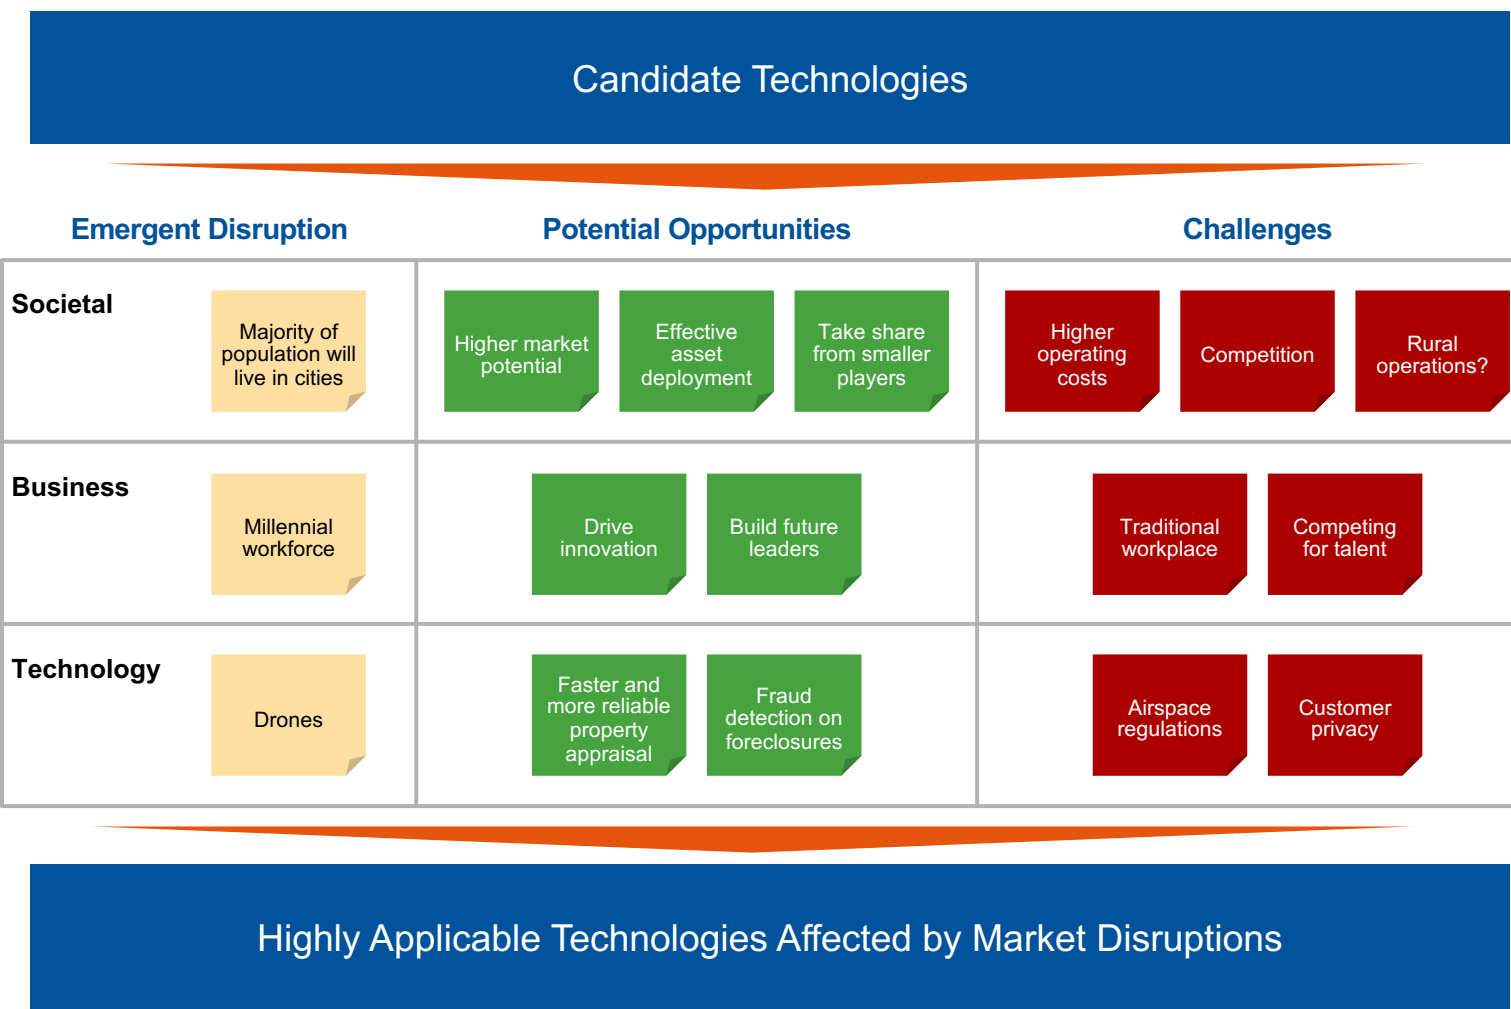 Candidate Technologies
Emergent Disruption
Potential Opportunities
Challenges
Societal
Majority of
population will
live in cities
Higher market
potential
Effective
asset
deployment
Take share
from smaller
players
Higher
operating
costs
Competition
Rural
operations?
Business
Millennial
workforce
Drive
innovation
Build future
leaders
Traditional
workplace
Competing
for talent
Technology
Drones
Faster and
more reliable
property
appraisal
Fraud
detection on
foreclosures
Airspace
regulations
Customer
privacy
Highly Applicable Technologies Affected by Market Disruptions